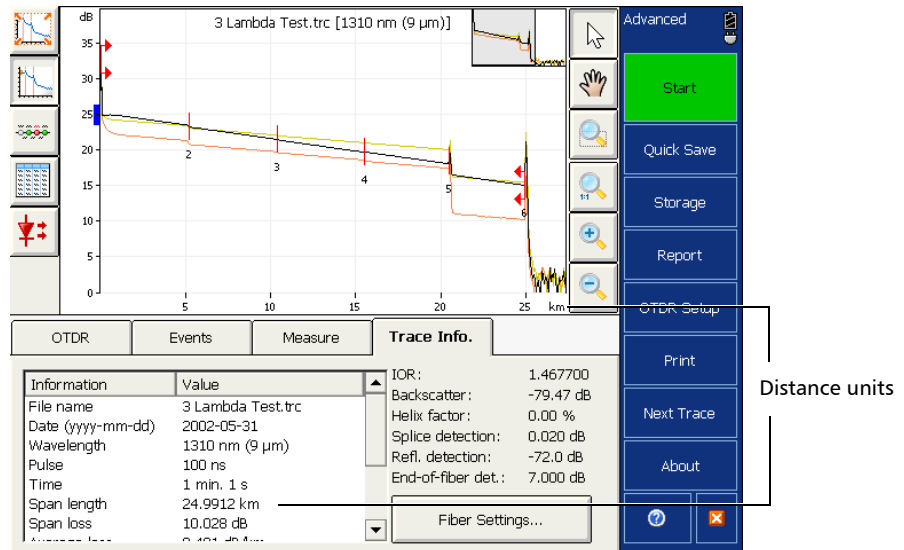 3 Lambda Test.trc [1310 nm (9 µm)]
dB
35
30
25
20
15
10
5
0
2
3
4
5
6
5
10
15
20
25
km
1:1
Advanced
Start
Quick Save
Storage
Report
OTDR Setup
Print
Next Trace
About
Distance units
OTDR
Events
Measure
Trace Info.
Information Value
File name 3 Lambda Test.trc
Date (yyyy-mm-dd) 2002-05-31
Wavelength 1310 nm (9 µm)
Pulse 100 ns
Time 1 min. 1 s
Span length 24.9912 km
Span loss 10.028 dB
IOR: 1.467700
Backscatter: -79.47 dB
Helix factor: 0.00 %
Splice detection: 0.020 dB
Refl. detection: -72.0 dB
End-of-fiber det.: 7.000 dB
Fiber Settings...